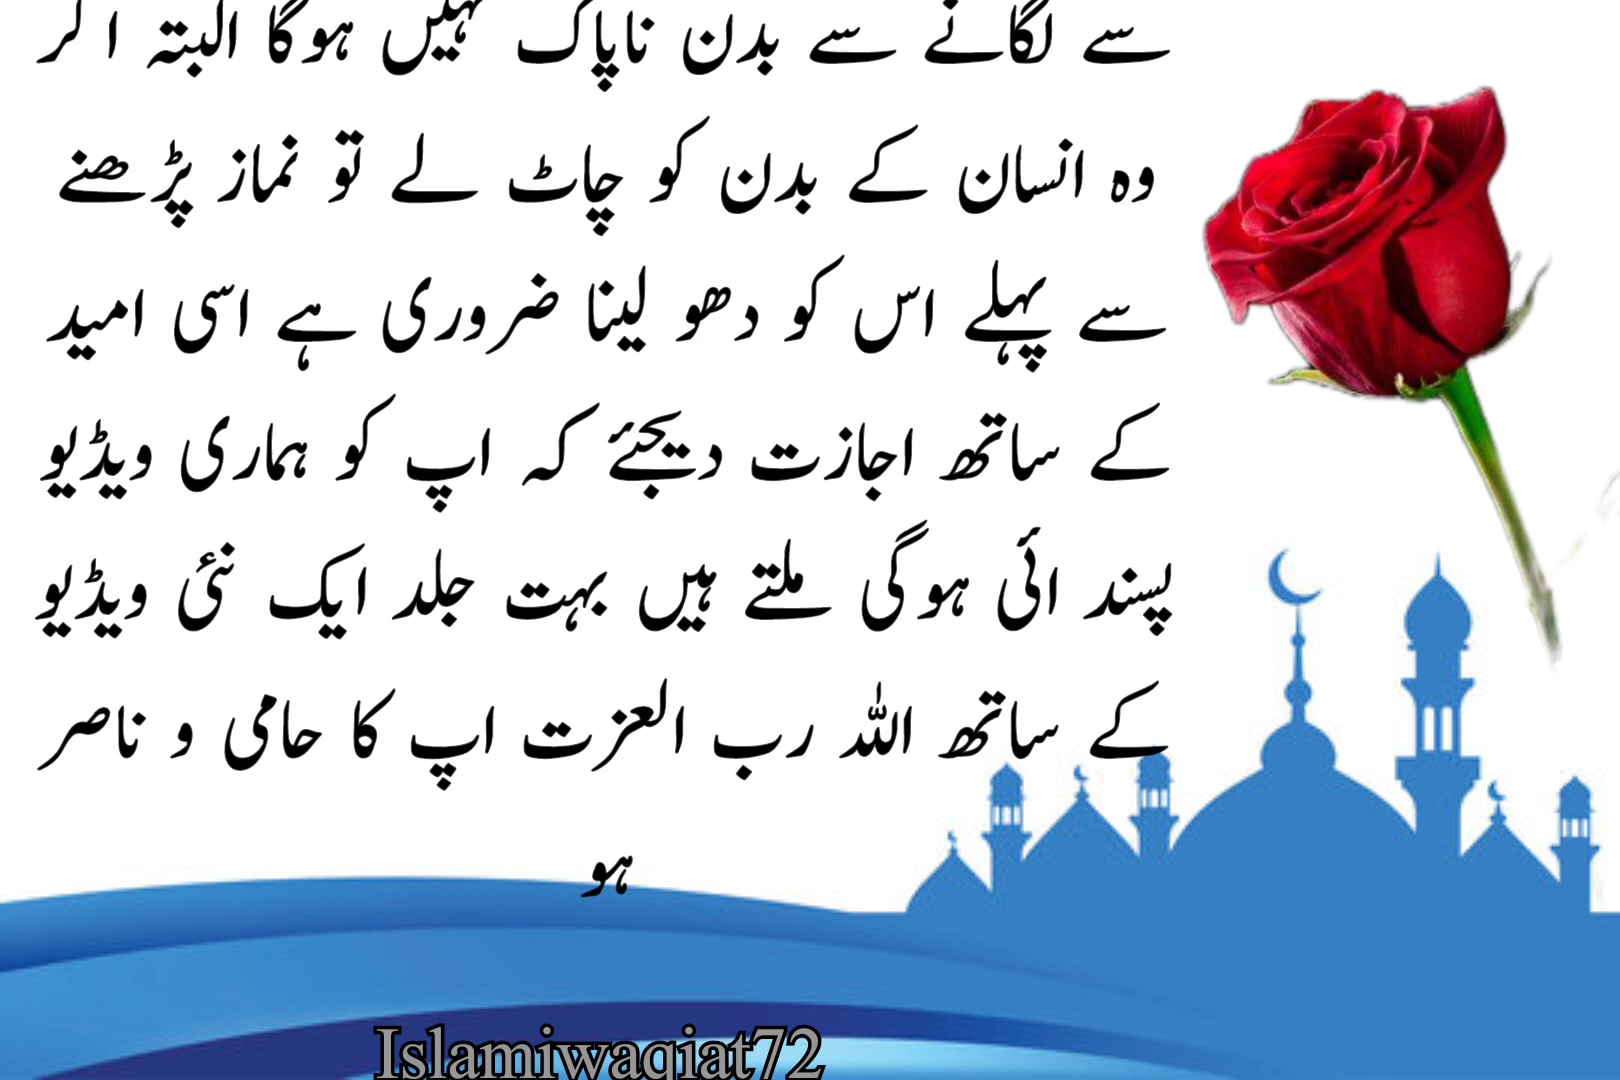 سے لگانے سے بدن ناپاک نہیں ہوگا البتہ اگر
وہ انسان کے بدن کو چاٹ لے تو نماز پڑھنے
سے پہلے اس کو دھو لینا ضروری ہے اسی امید
کے ساتھ اجازت دیجئے کہ اپ کو ہماری ویڈیو
پسند ائی ہوگی ملتے ہیں بہت جلد ایک نئی ویڈیو
کے ساتھ اللہ رب العزت اپ کا حامی و ناصر
ہو
Islamiwaqiat72